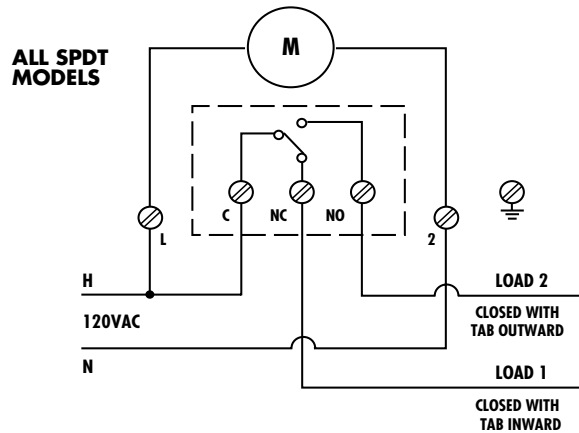 ALL SPDT
MODELS
M
C
NC
NO
L
2
H
120VAC
N
LOAD 2
CLOSED WITH
TAB OUTWARD
LOAD 1
CLOSED WITH
TAB INWARD